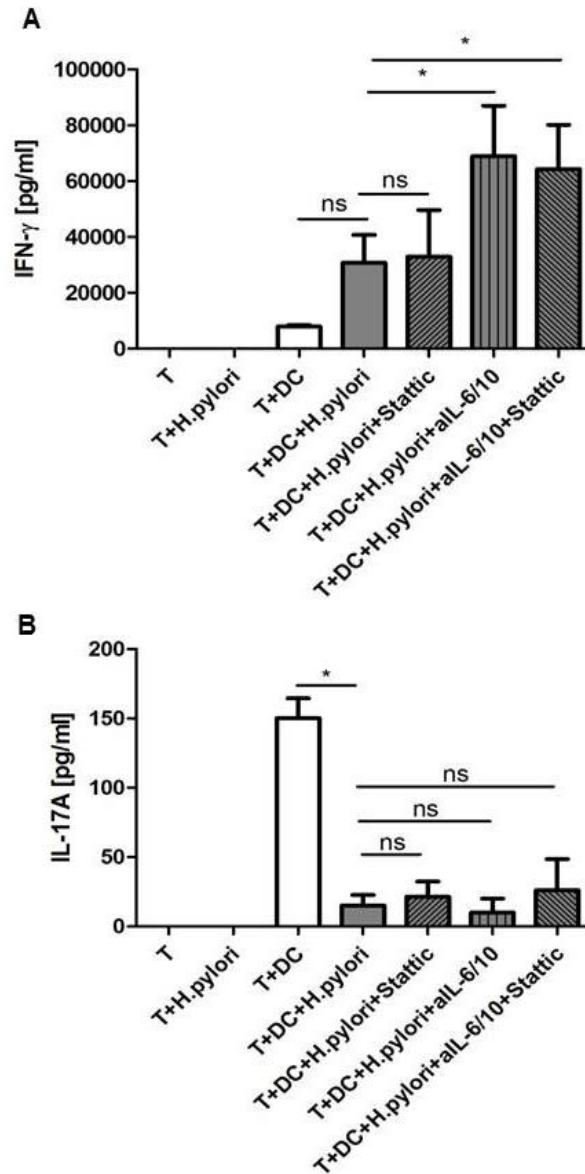 A
IFN-γ [pg/ml]
100000
80000
60000
40000
20000
0
*
*
ns
ns
T
T+H.pylori
T+DC
T+DC+H.pylori
T+DC+H.pylori+Stattic
T+DC+H.pylori+aIL-6/10
T+DC+H.pylori+aIL-6/10+Stattic
B
IL-17A [pg/ml]
200
150
100
50
0
*
ns
ns
ns
T
T+H.pylori
T+DC
T+DC+H.pylori
T+DC+H.pylori+Stattic
T+DC+H.pylori+aIL-6/10
T+DC+H.pylori+aIL-6/10+Stattic